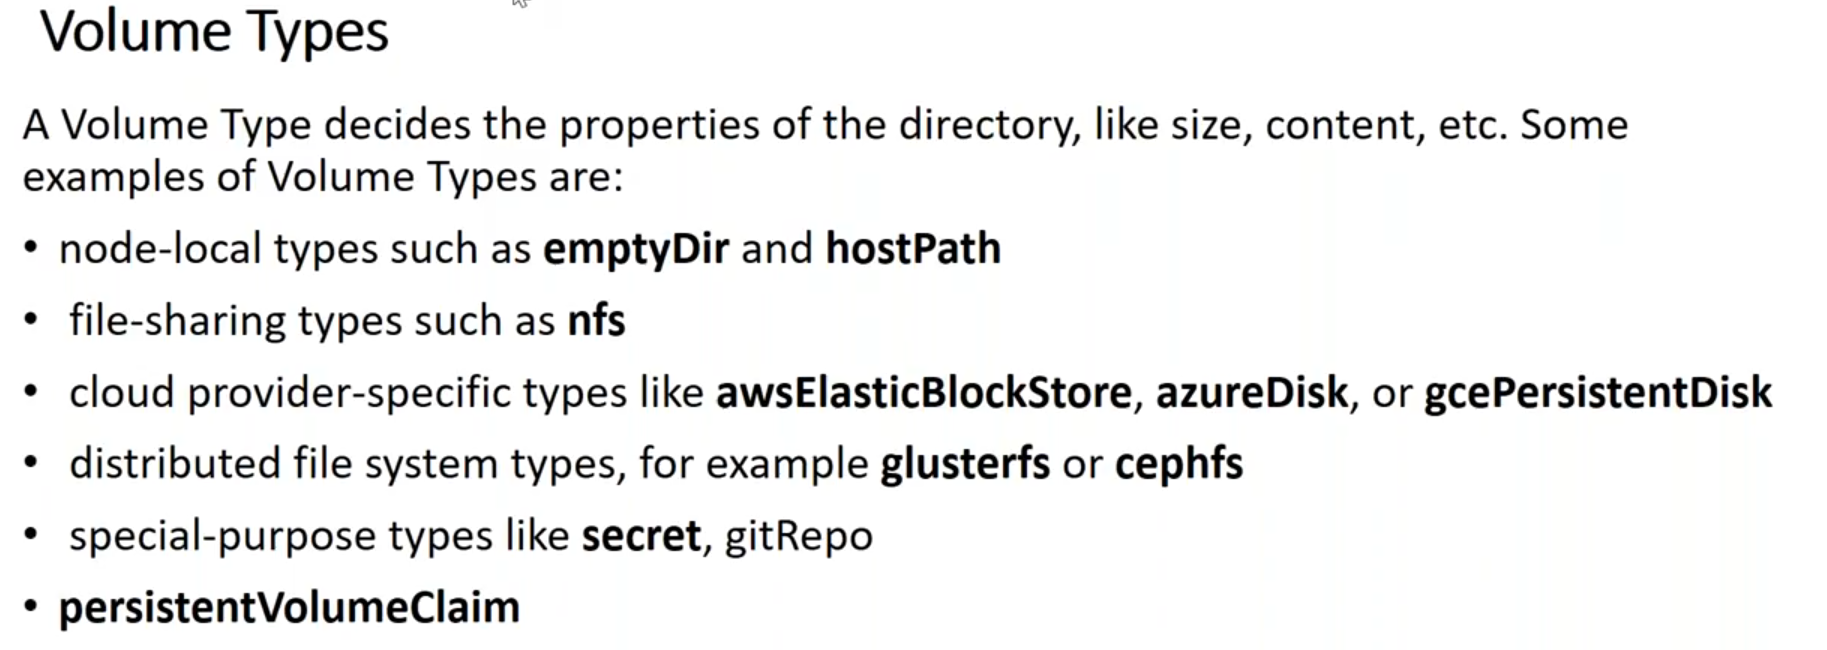 Volume Types
A Volume Type decides the properties of the directory, like size, content, etc. Some
examples of Volume Types are:
• node-local types such as emptyDir and hostPath
• file-sharing types such as nfs
• cloud provider-specific types like awsElasticBlockStore, azureDisk, or gcePersistentDisk
• distributed file system types, for example glusterfs or cephfs
• special-purpose types like secret, gitRepo
• persistentVolumeClaim